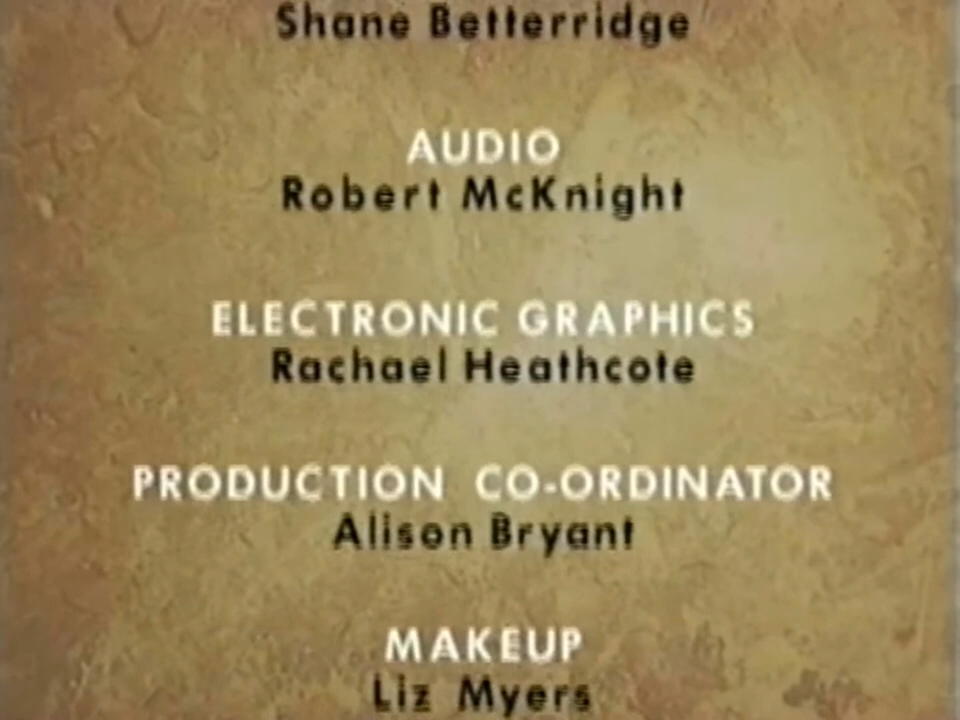 Shane Betterridge
AUDIO
Robert McKnight
ELECTRONIC GRAPHICS
Rachael Heathcote
PRODUCTION CO-ORDINATOR
Alison Bryant
MAKEUP
Liz Myers